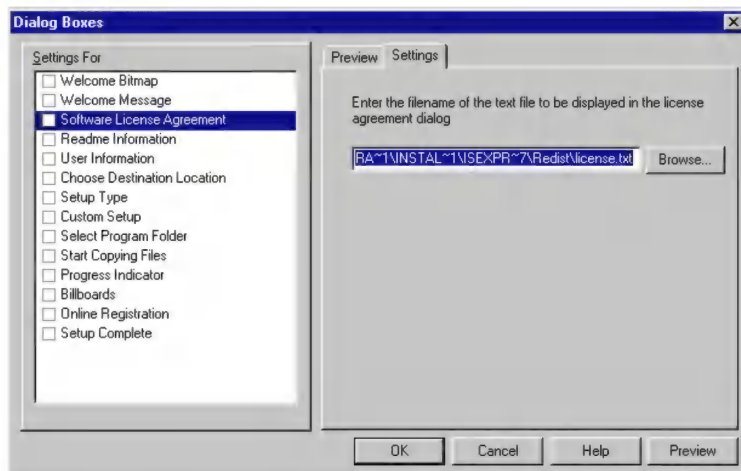 Dialog Boxes
Settings For
Welcome Bitmap
Welcome Message
Software License Agreement
Readme Information
User Information
Choose Destination Location
Setup Type
Custom Setup
Select Program Folder
Start Copying Files
Progress Indicator
Billboards
Online Registration
Setup Complete
Preview Settings
Enter the filename of the text file to be displayed in the license
agreement dialog
RA~1\INSTAL~1\ISEXPR~7\Redist\license.txt Browse...
OK Cancel Help Preview